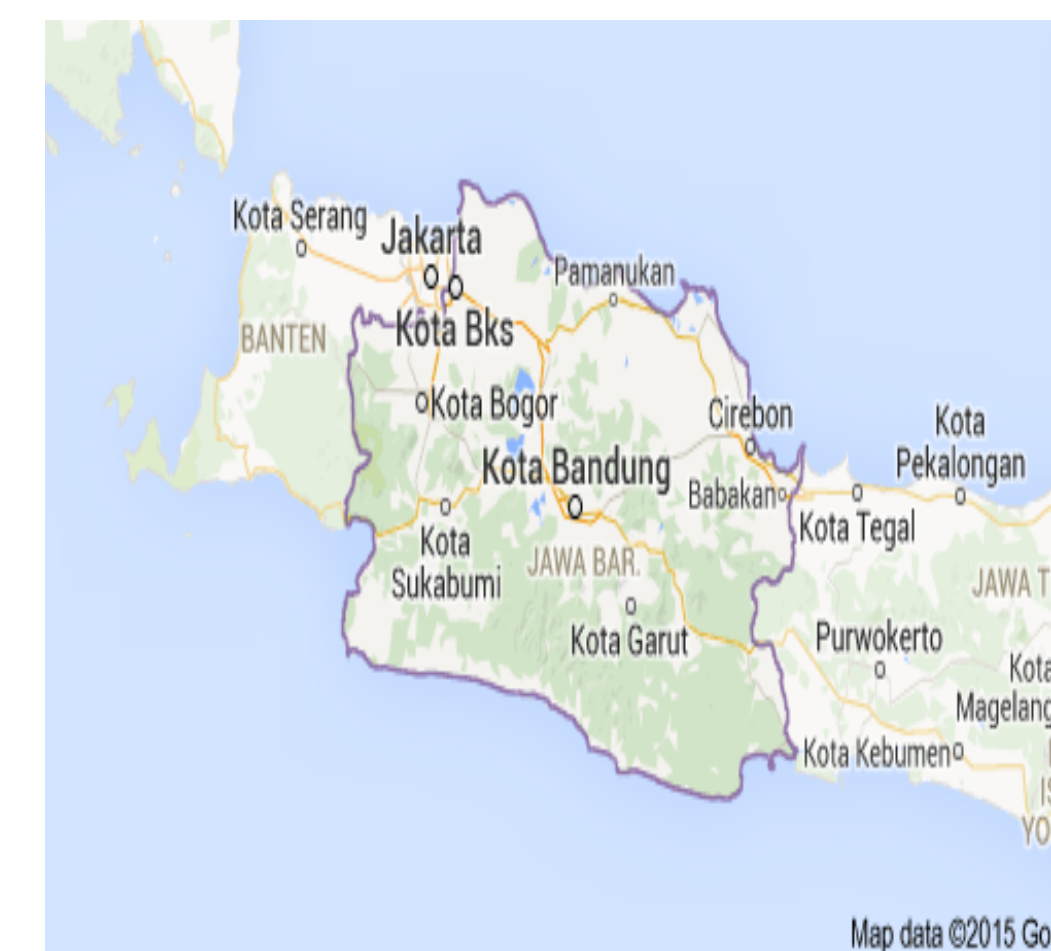 Kota Serang
Jakarta
Pamanukan
Kota Bks
BANTEN
Kota Bogor
Cirebon
Kota
Pekalongan
Kota Bandung
Babakan
Kota Tegal
Kota
Sukabumi
JAWA BAR.
JAWA T
Kota Garut
Purwokerto
Kota
Magelang
Kota Kebumen
YO
Map data ©2015 Go